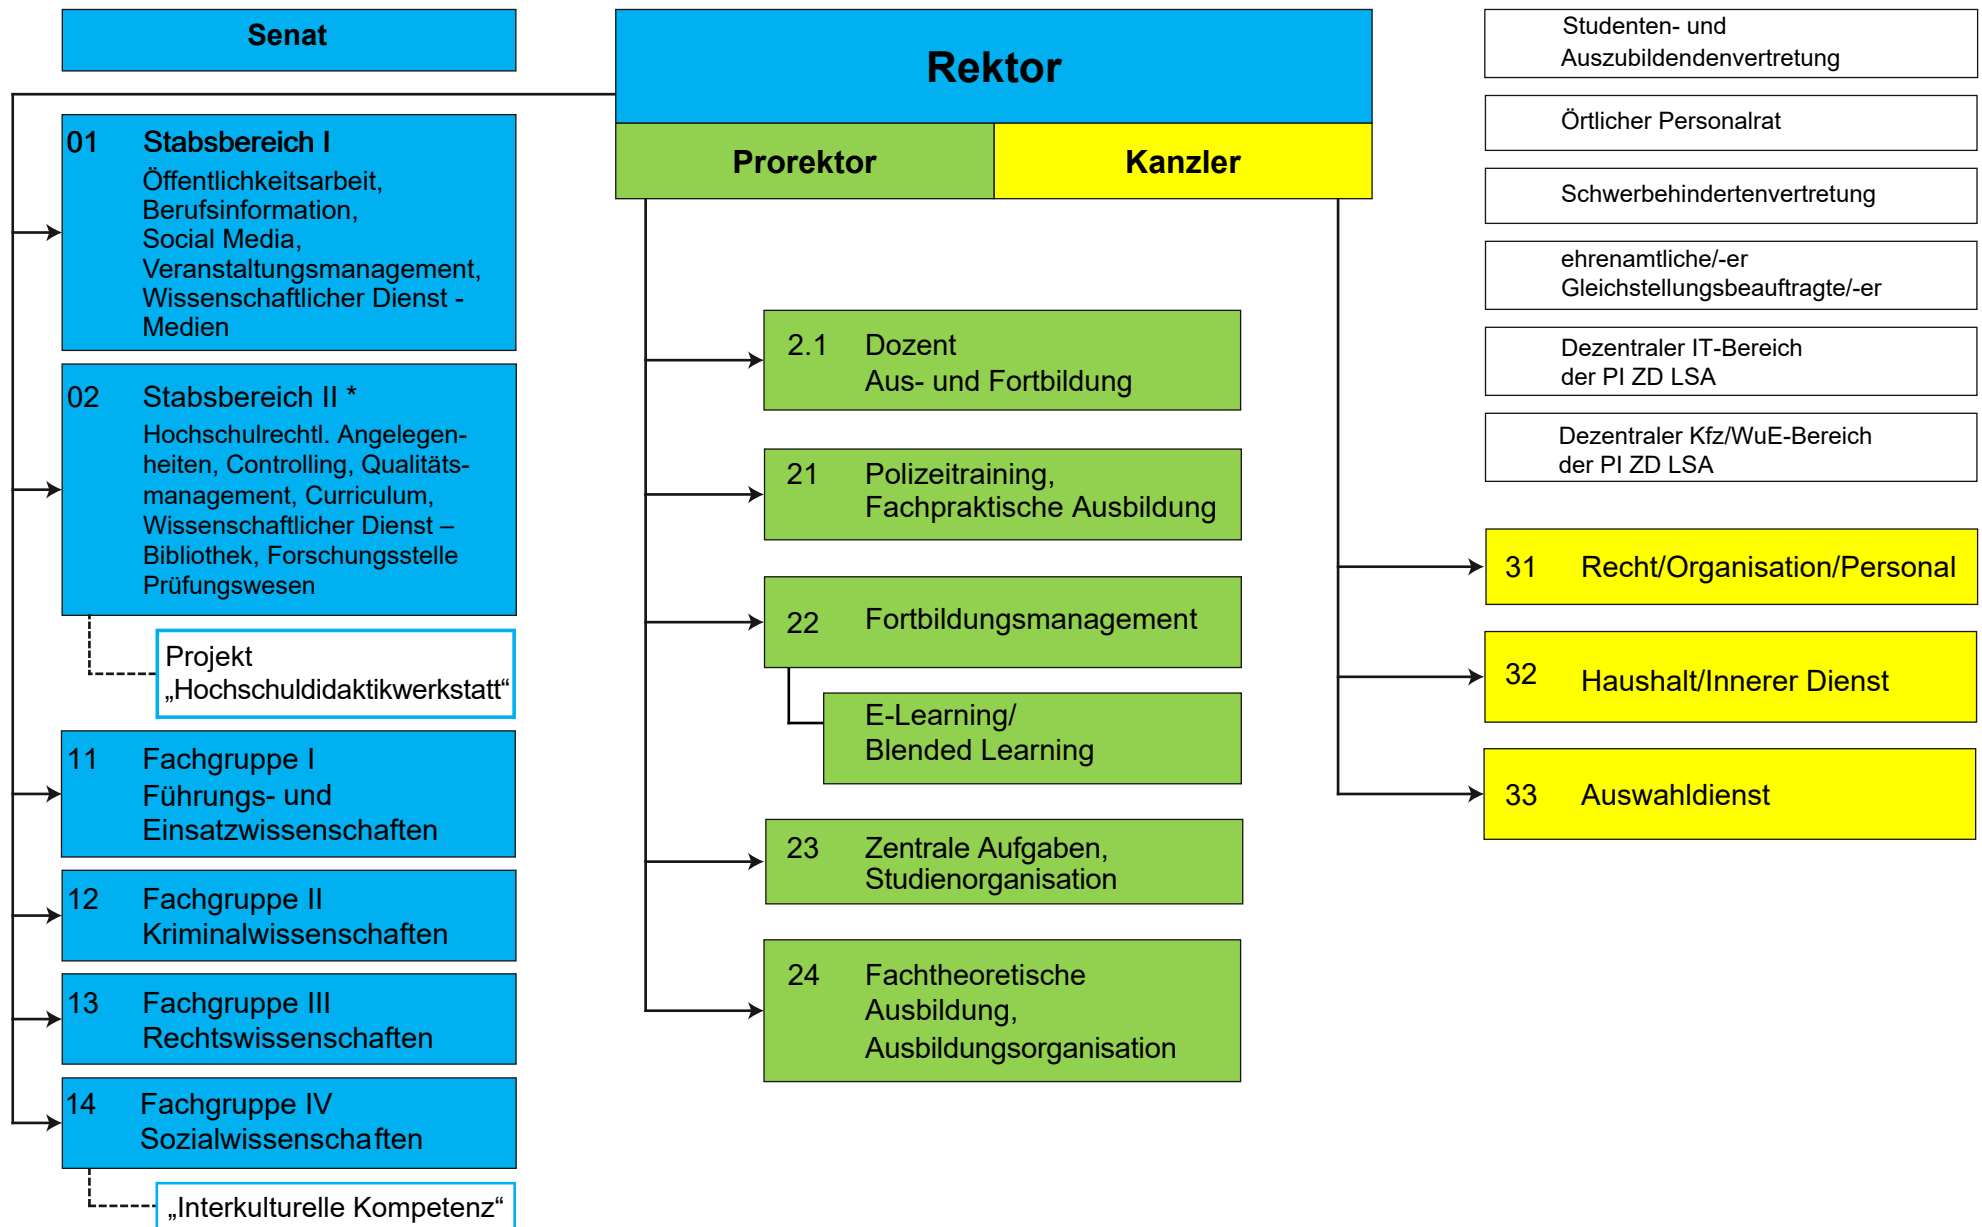 Senat
01 Stabsbereich I
Öffentlichkeitsarbeit,
Berufsinformation,
Social Media,
Veranstaltungsmanagement,
Wissenschaftlicher Dienst -
Medien
02 Stabsbereich II *
Hochschulrechtl. Angelegen-
heiten, Controlling, Qualitäts-
management, Curriculum,
Wissenschaftlicher Dienst –
Bibliothek, Forschungsstelle
Prüfungswesen
Projekt
„Hochschuldidaktikwerkstatt“
11 Fachgruppe I
Führungs- und
Einsatzwissenschaften
12 Fachgruppe II
Kriminalwissenschaften
13 Fachgruppe III
Rechtswissenschaften
14 Fachgruppe IV
Sozialwissenschaften
„Interkulturelle Kompetenz“
Rektor
Prorektor
Kanzler
2.1 Dozent
Aus- und Fortbildung
21 Polizeitraining,
Fachpraktische Ausbildung
22 Fortbildungsmanagement
E-Learning/
Blended Learning
23 Zentrale Aufgaben,
Studienorganisation
24 Fachtheoretische
Ausbildung,
Ausbildungsorganisation
Studenten- und
Auszubildendenvertretung
Örtlicher Personalrat
Schwerbehindertenvertretung
ehrenamtliche/-er
Gleichstellungsbeauftragte/-er
Dezentraler IT-Bereich
der PI ZD LSA
Dezentraler Kfz/WuE-Bereich
der PI ZD LSA
31 Recht/Organisation/Personal
32 Haushalt/Innerer Dienst
33 Auswahldienst